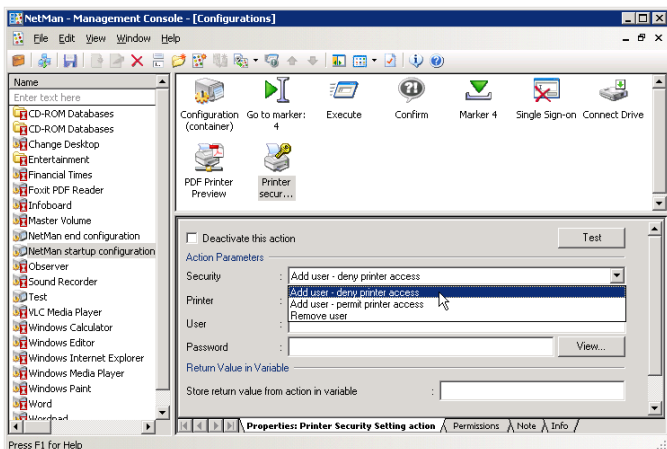 NetMan - Management Console - [Configurations]
File Edit View Window Help
Name
Enter text here
CD-ROM Databases
CD-ROM Databases
Change Desktop
Entertainment
Financial Times
Foxit PDF Reader
Infoboard
Master Volume
NetMan end configuration
NetMan startup configuration
Observer
Sound Recorder
Test
VLC Media Player
Windows Calculator
Windows Editor
Windows Internet Explorer
Windows Media Player
Windows Paint
Word
Wordpad
Configuration (container)
Go to marker: 4
Execute
Confirm
Marker 4
Single Sign-on
Connect Drive
PDF Printer Preview
Printer secur...
Deactivate this action
Test
Action Parameters
Security : Add user - deny printer access
Add user - deny printer access
Add user - permit printer access
Remove user
Printer :
User :
Password : View...
Return Value in Variable
Store return value from action in variable :
Properties: Printer Security Setting action Permissions Note Info
Press F1 for Help